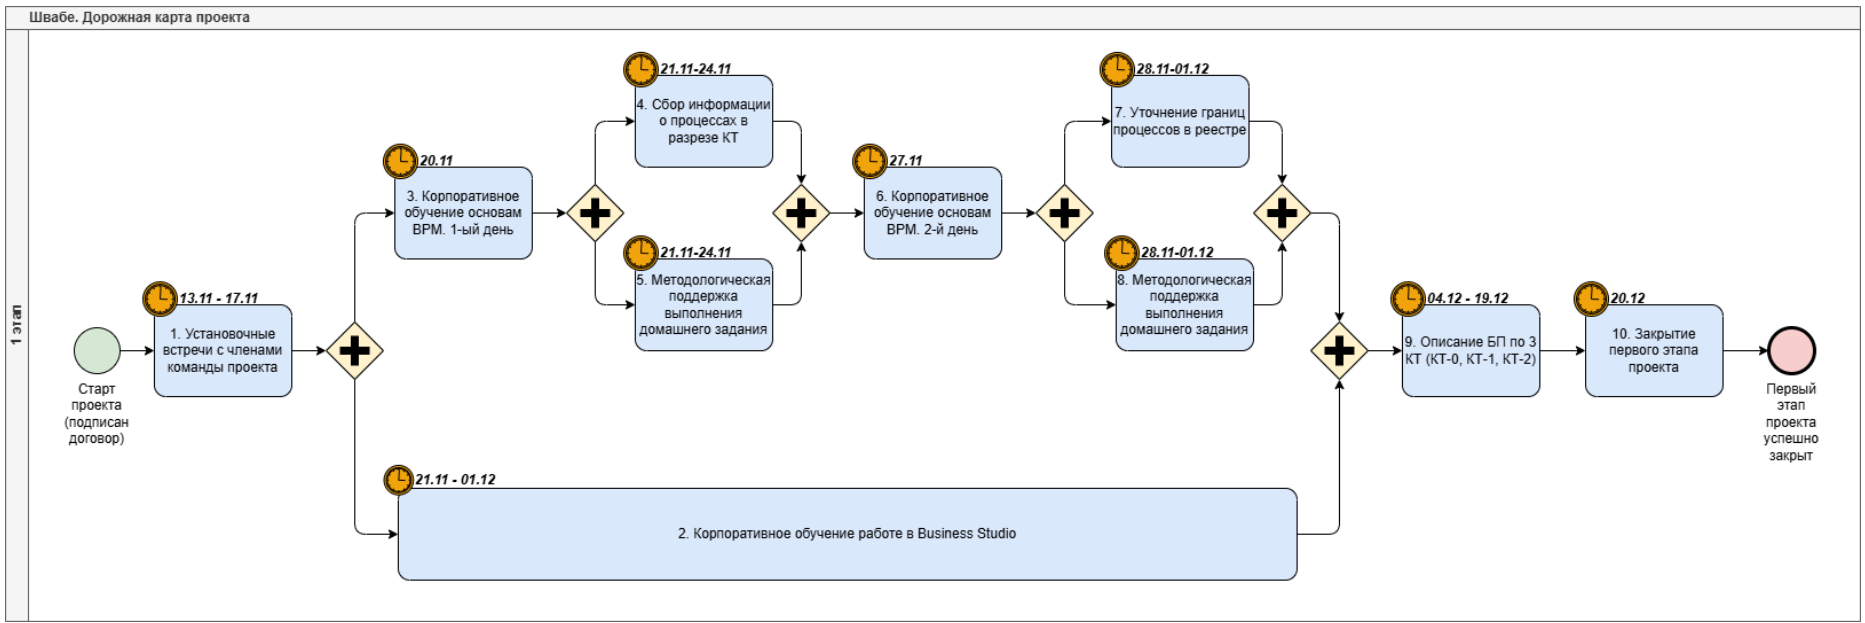 Швабе. Дорожная карта проекта
1 этап
Старт
проекта
(подписан
договор)
13.11 - 17.11
1. Установочные
встречи с членами
команды проекта
20.11
3. Корпоративное
обучение основам
BPM. 1-ый день
21.11-24.11
4. Сбор информации
о процессах в
разрезе КТ
21.11-24.11
5. Методологическая
поддержка
выполнения
домашнего задания
27.11
6. Корпоративное
обучение основам
BPM. 2-й день
28.11-01.12
7. Уточнение границ
процессов в реестре
28.11-01.12
8. Методологическая
поддержка
выполнения
домашнего задания
21.11 - 01.12
2. Корпоративное обучение работе в Business Studio
04.12 - 19.12
9. Описание БП по 3
КТ (КТ-0, КТ-1, КТ-2)
20.12
10. Закрытие
первого этапа
проекта
Первый
этап
проекта
успешно
закрыт